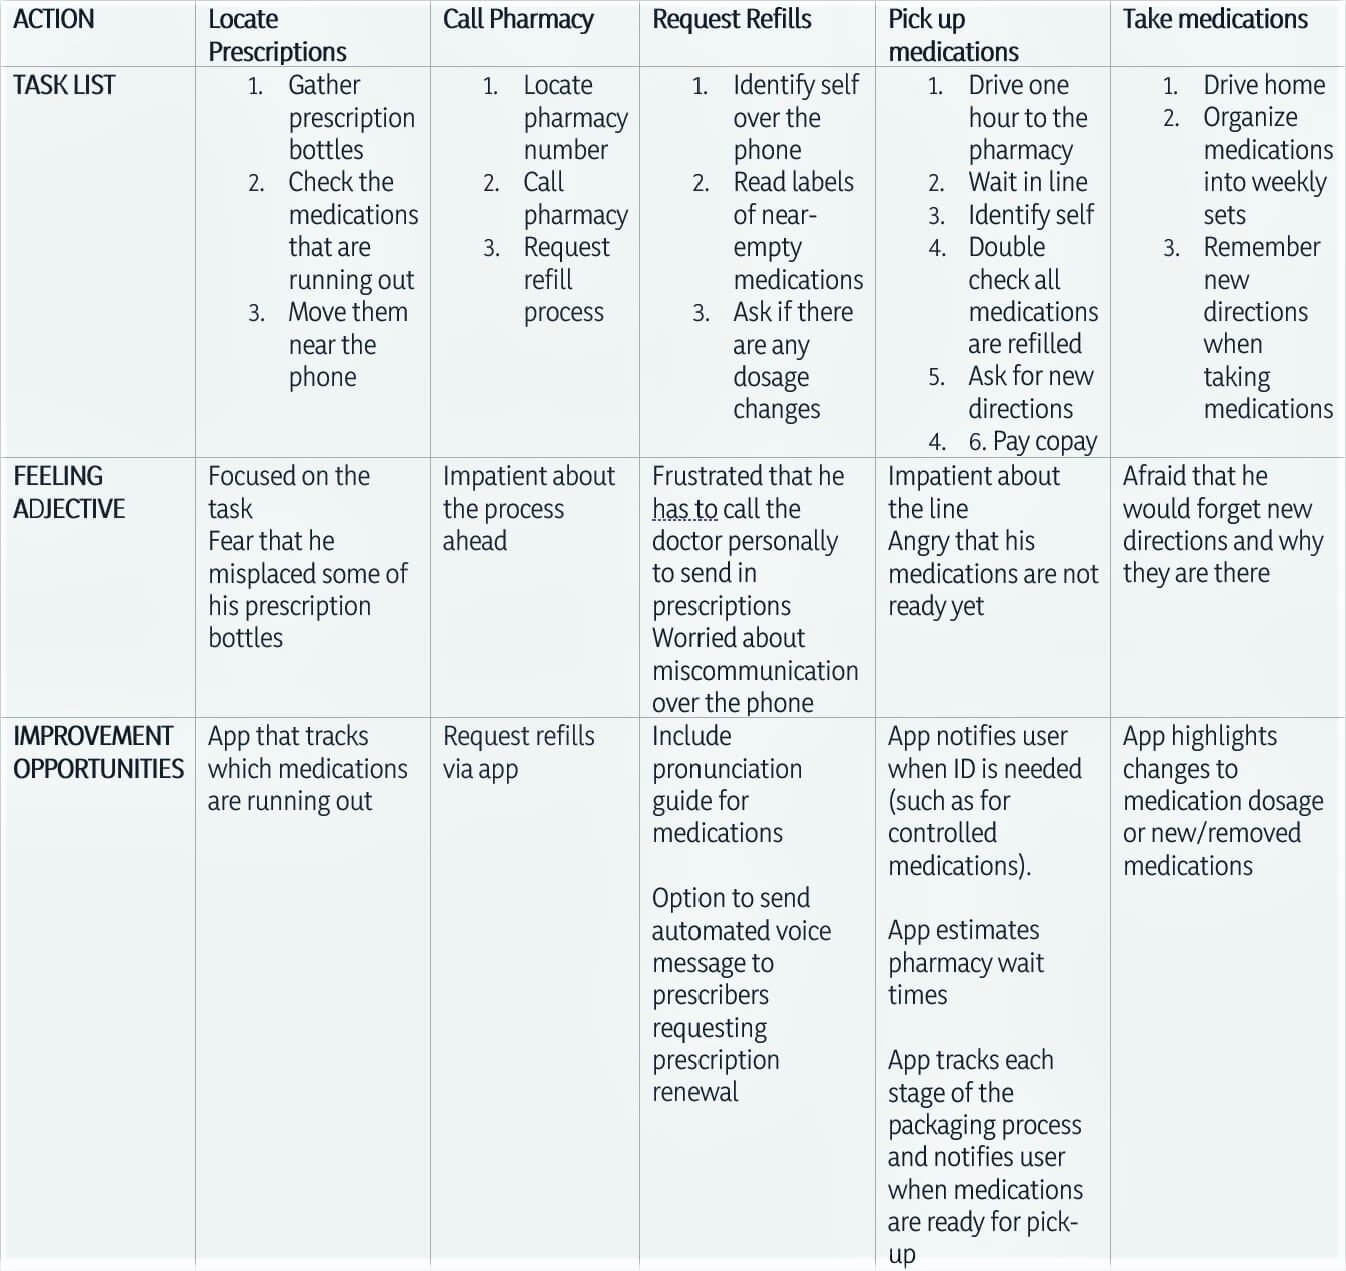 ACTION
Locate
Prescriptions
Call Pharmacy
Request Refills
Pick up
medications
Take medications
TASK LIST
1. Gather
prescription
bottles
2. Check the
medications
that are
running out
3. Move them
near the
phone
1. Locate
pharmacy
number
2. Call
pharmacy
3. Request
refill
process
1. Identify self
over the
phone
2. Read labels
of near-
empty
medications
3. Ask if there
are any
dosage
changes
1. Drive one
hour to the
pharmacy
2. Wait in line
3. Identify self
4. Double
check all
medications
are refilled
5. Ask for new
directions
4. 6. Pay copay
1. Drive home
2. Organize
medications
into weekly
sets
3. Remember
new
directions
when
taking
medications
FEELING
ADJECTIVE
Focused on the
task
Fear that he
misplaced some of
his prescription
bottles
Impatient about
the process
ahead
Frustrated that he
has to call the
doctor personally
to send in
prescriptions
Worried about
miscommunication
over the phone
Impatient about
the line
Angry that his
medications are not
ready yet
Afraid that he
would forget new
directions and why
they are there
IMPROVEMENT
OPPORTUNITIES
App that tracks
which medications
are running out
Request refills
via app
Include
pronunciation
guide for
medications
Option to send
automated voice
message to
prescribers
requesting
prescription
renewal
App notifies user
when ID is needed
(such as for
controlled
medications).
App estimates
pharmacy wait
times
App tracks each
stage of the
packaging process
and notifies user
when medications
are ready for pick-
up
App highlights
changes to
medication dosage
or new/removed
medications